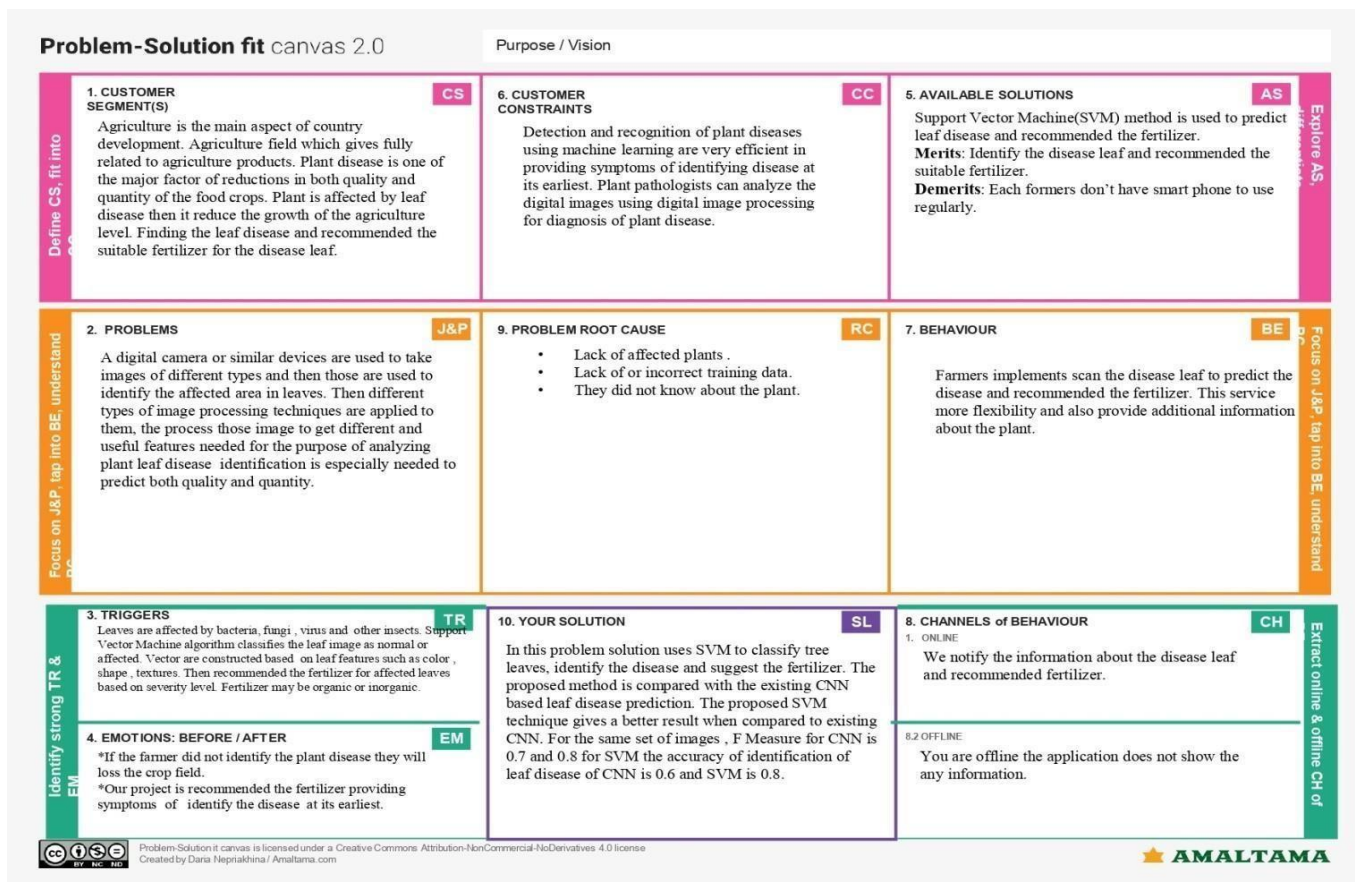 Problem-Solution fit canvas 2.0
Purpose / Vision
Define CS, fit into
1. CUSTOMER
SEGMENT(S)
CS
Agriculture is the main aspect of country
development. Agriculture field which gives fully
related to agriculture products. Plant disease is one of
the major factor of reductions in both quality and
quantity of the food crops. Plant is affected by leaf
disease then it reduce the growth of the agriculture
level. Finding the leaf disease and recommended the
suitable fertilizer for the disease leaf.
6. CUSTOMER
CONSTRAINTS
CC
Detection and recognition of plant diseases
using machine learning are very efficient in
providing symptoms of identifying disease at
its earliest. Plant pathologists can analyze the
digital images using digital image processing
for diagnosis of plant disease.
5. AVAILABLE SOLUTIONS
AS
Support Vector Machine(SVM) method is used to predict
leaf disease and recommended the fertilizer.
Merits: Identify the disease leaf and recommended the
suitable fertilizer.
Demerits: Each formers don't have smart phone to use
regularly.
Explore AS,
Focus on J&P, tap into BE, understand
2. PROBLEMS
J&P
A digital camera or similar devices are used to take
images of different types and then those are used to
identify the affected area in leaves. Then different
types of image processing techniques are applied to
them, the process those image to get different and
useful features needed for the purpose of analyzing
plant leaf disease identification is especially needed to
predict both quality and quantity.
9. PROBLEM ROOT CAUSE
RC
• Lack of affected plants .
• Lack of or incorrect training data.
• They did not know about the plant.
7. BEHAVIOUR
BE
Farmers implements scan the disease leaf to predict the
disease and recommended the fertilizer. This service
more flexibility and also provide additional information
about the plant.
Focus on J&P, tap into BE, understand
Identify strong TR &
EM
3. TRIGGERS
TR
Leaves are affected by bacteria, fungi , virus and other insects. Support
Vector Machine algorithm classifies the leaf image as normal or
affected. Vector are constructed based on leaf features such as color ,
shape , textures. Then recommended the fertilizer for affected leaves
based on severity level. Fertilizer may be organic or inorganic.
4. EMOTIONS: BEFORE / AFTER
EM
*If the farmer did not identify the plant disease they will
loss the crop field.
*Our project is recommended the fertilizer providing
symptoms of identify the disease at its earliest.
10. YOUR SOLUTION
SL
In this problem solution uses SVM to classify tree
leaves, identify the disease and suggest the fertilizer. The
proposed method is compared with the existing CNN
based leaf disease prediction. The proposed SVM
technique gives a better result when compared to existing
CNN. For the same set of images , F Measure for CNN is
0.7 and 0.8 for SVM the accuracy of identification of
leaf disease of CNN is 0.6 and SVM is 0.8.
8. CHANNELS of BEHAVIOUR
CH
1. ONLINE
We notify the information about the disease leaf
and recommended fertilizer.
8.2 OFFLINE
You are offline the application does not show the
any information.
Extract online & offline CH of
CC BY NC ND
Problem-Solution it canvas is licensed under a Creative Commons Attribution-NonCommercial-NoDerivatives 4.0 license
Created by Daria Nepriakhina / Amaltama.com
AMALTAMA